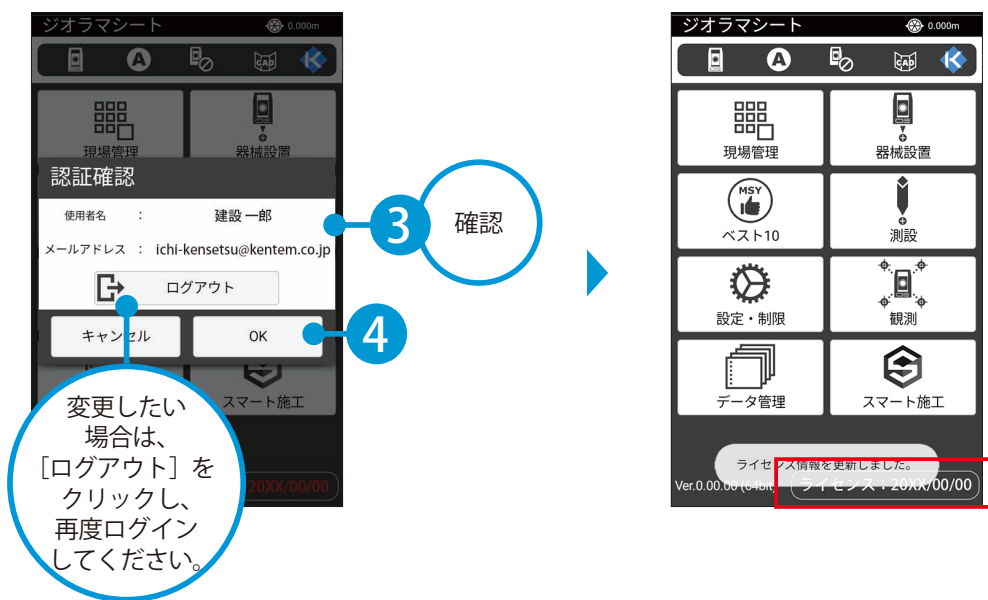 ジオラマシート
0.000m
A
CAD
現場管理
器械設置
認証確認
使用者名 : 建設 一郎
メールアドレス : ichi-kensetsu@kentem.co.jp
ログアウト
キャンセル
OK
スマート施工
20XX/00/00
3
確認
4
変更したい
場合は、
［ログアウト］を
クリックし、
再度ログイン
してください。
ジオラマシート
0.000m
A
CAD
現場管理
器械設置
MSY
ベスト10
測設
設定・制限
観測
データ管理
スマート施工
ライセンス情報を更新しました。
Ver.0.00.00 (64bit)
ライセンス：20XX/00/00